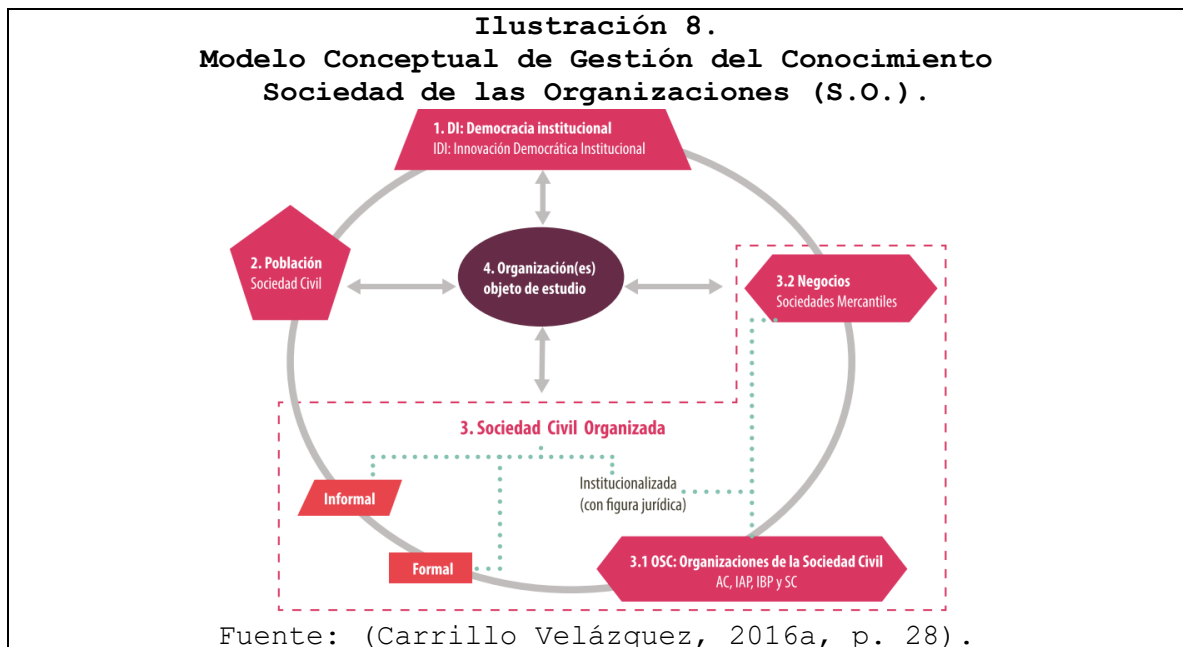 Ilustración 8.
Modelo Conceptual de Gestión del Conocimiento
Sociedad de las Organizaciones (S.O.).
1. DI: Democracia institucional
IDI: Innovación Democrática Institucional
2. Población
Sociedad Civil
4. Organización(es)
objeto de estudio
3.2 Negocios
Sociedades Mercantiles
3. Sociedad Civil Organizada
Institucionalizada
(con figura jurídica)
Informal
Formal
3.1 OSC: Organizaciones de la Sociedad Civil
AC, IAP, IBP y SC
Fuente: (Carrillo Velázquez, 2016a, p. 28).